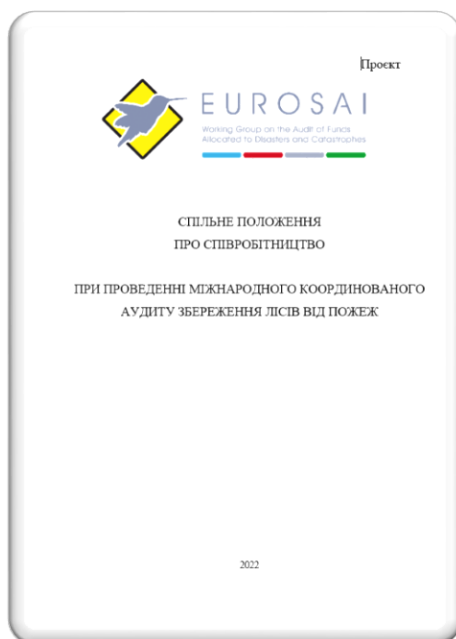 Проєкт
EUROSAI
Working Group on the Audit of Funds
Allocated to Disasters and Catastrophes
СПІЛЬНЕ ПОЛОЖЕННЯ
ПРО СПІВРОБІТНИЦТВО
ПРИ ПРОВЕДЕННІ МІЖНАРОДНОГО КООРДИНОВАНОГО
АУДИТУ ЗБЕРЕЖЕННЯ ЛІСІВ ВІД ПОЖЕЖ
2022